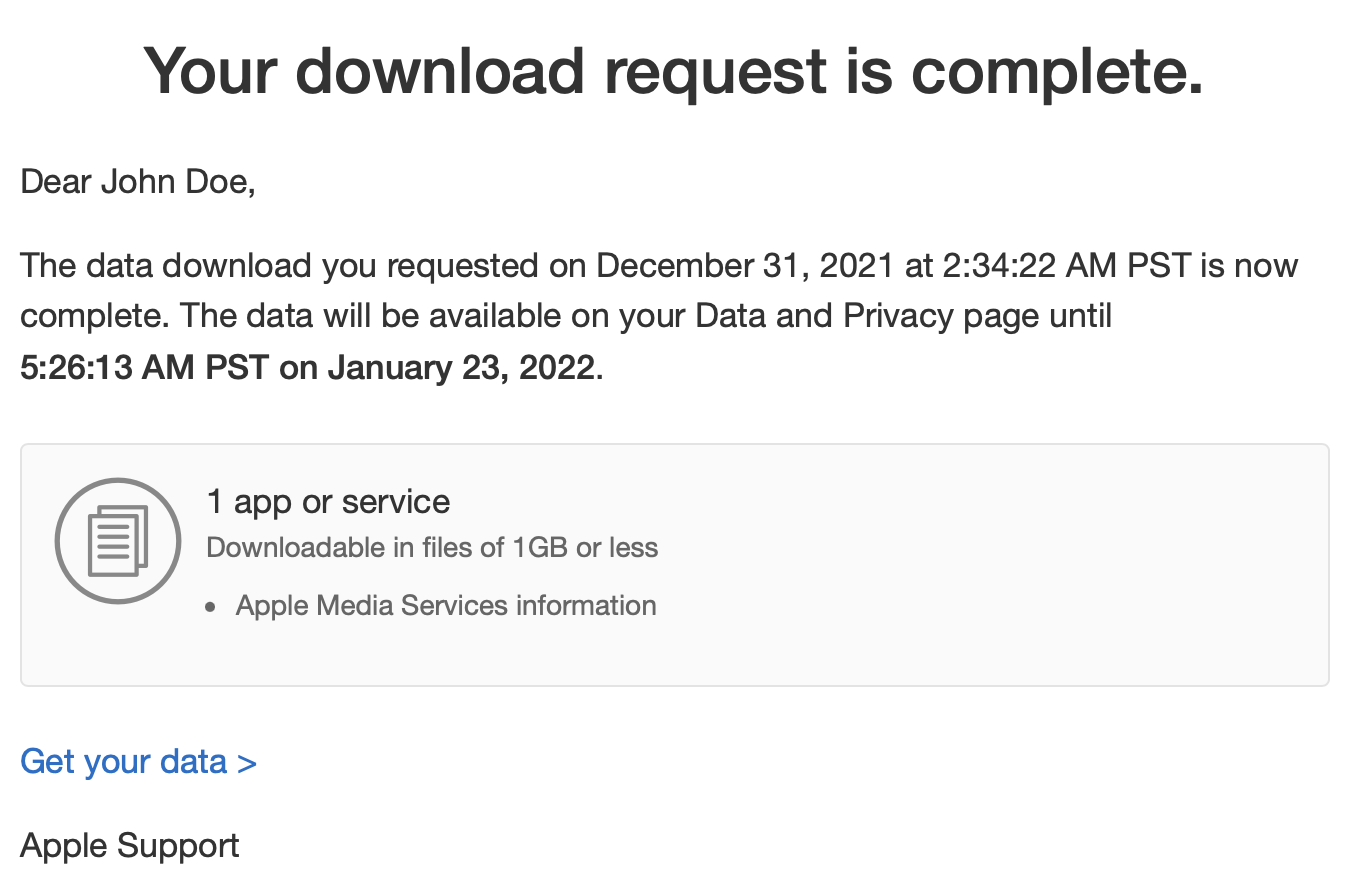 Your download request is complete.
Dear John Doe,
The data download you requested on December 31, 2021 at 2:34:22 AM PST is now
complete. The data will be available on your Data and Privacy page until
5:26:13 AM PST on January 23, 2022.
1 app or service
Downloadable in files of 1GB or less
• Apple Media Services information
Get your data >
Apple Support